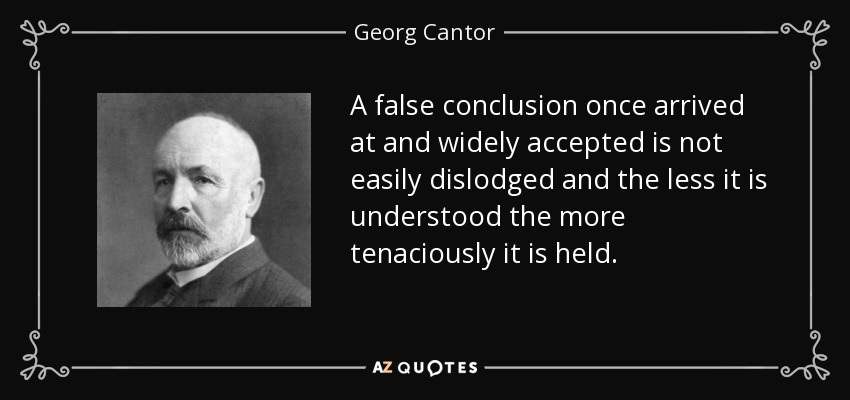 Georg Cantor
A false conclusion once arrived
at and widely accepted is not
easily dislodged and the less it is
understood the more
tenaciously it is held.
AZ QUOTES